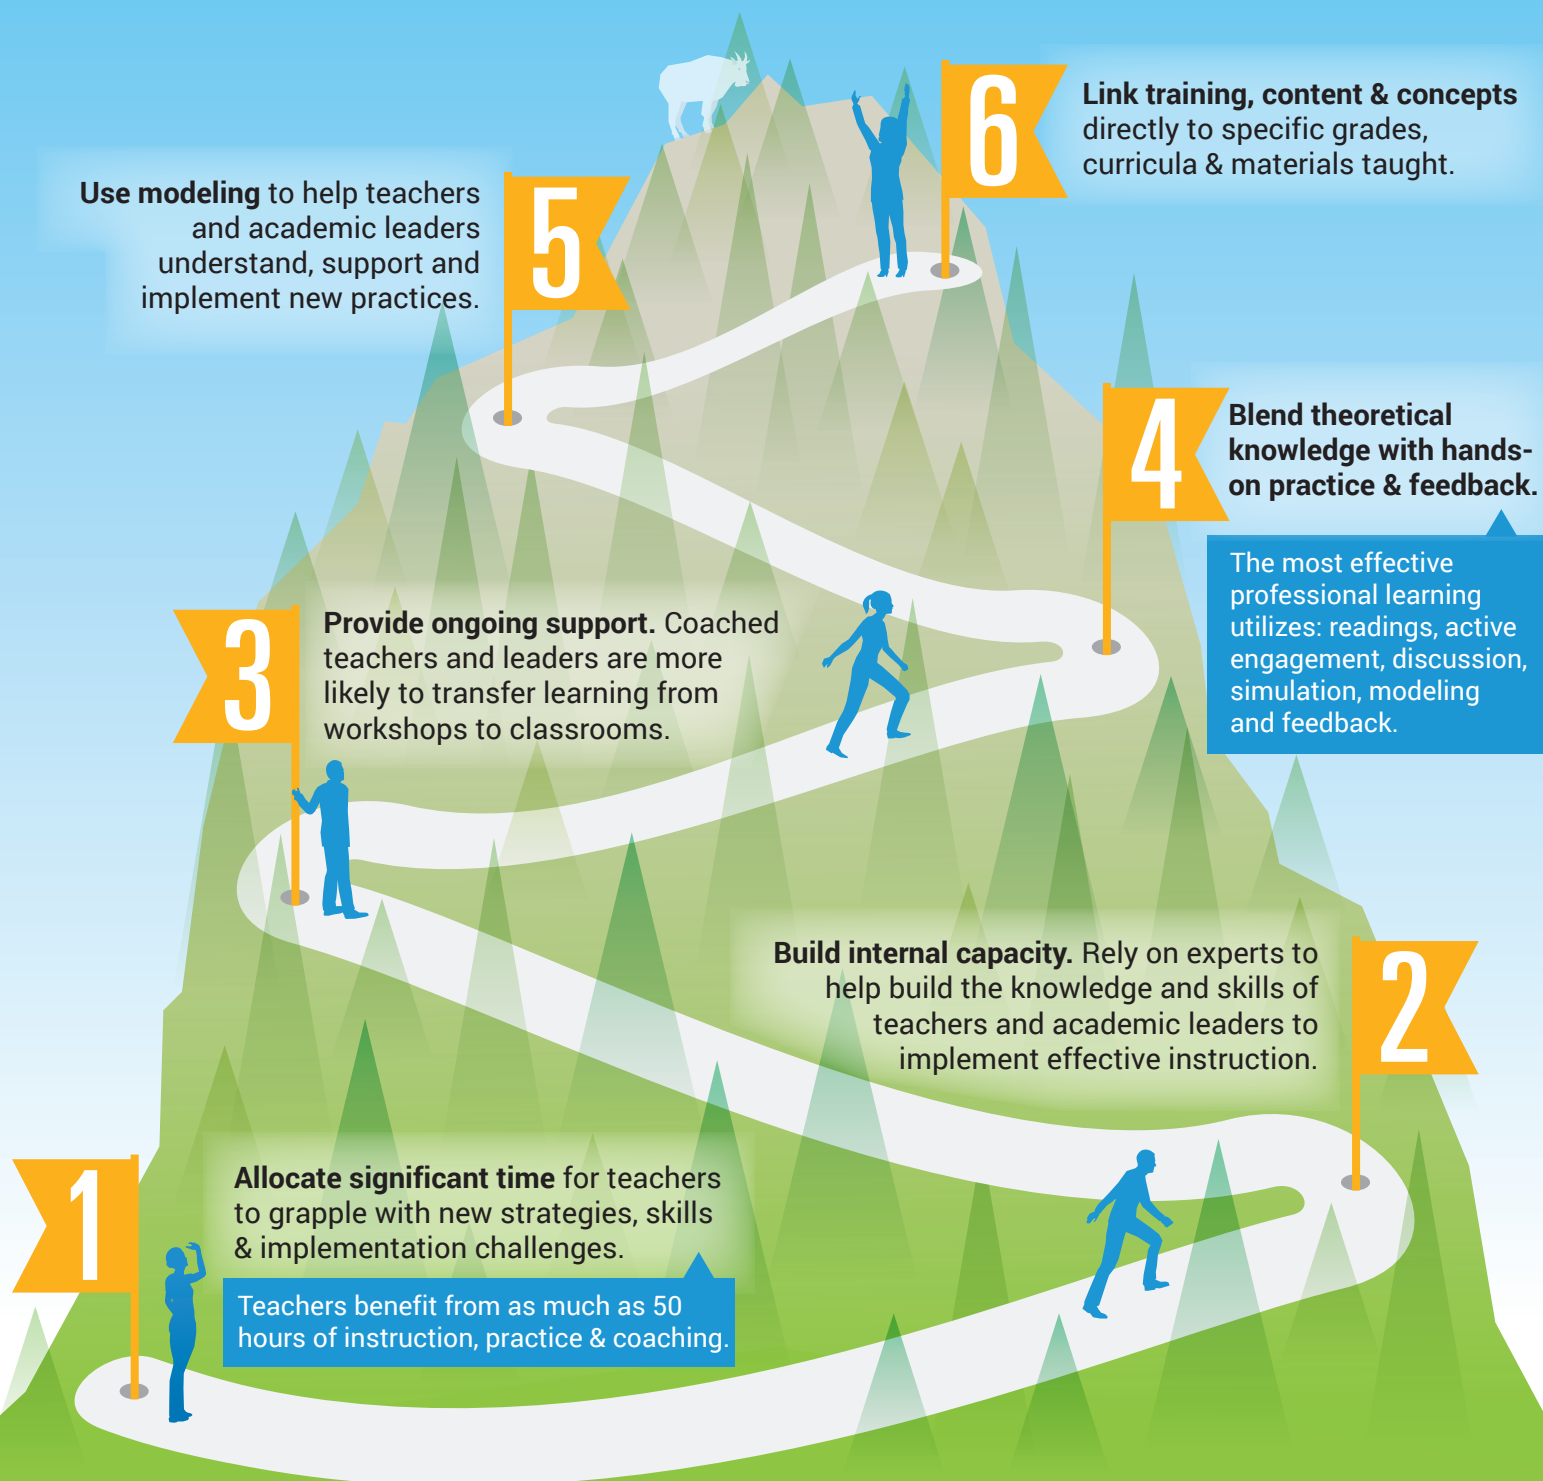 6
Link training, content & concepts
directly to specific grades,
curricula & materials taught.
5
Use modeling to help teachers
and academic leaders
understand, support and
implement new practices.
4
Blend theoretical
knowledge with hands-
on practice & feedback.
The most effective
professional learning
utilizes: readings, active
engagement, discussion,
simulation, modeling
and feedback.
3
Provide ongoing support. Coached
teachers and leaders are more
likely to transfer learning from
workshops to classrooms.
2
Build internal capacity. Rely on experts to
help build the knowledge and skills of
teachers and academic leaders to
implement effective instruction.
1
Allocate significant time for teachers
to grapple with new strategies, skills
& implementation challenges.
Teachers benefit from as much as 50
hours of instruction, practice & coaching.